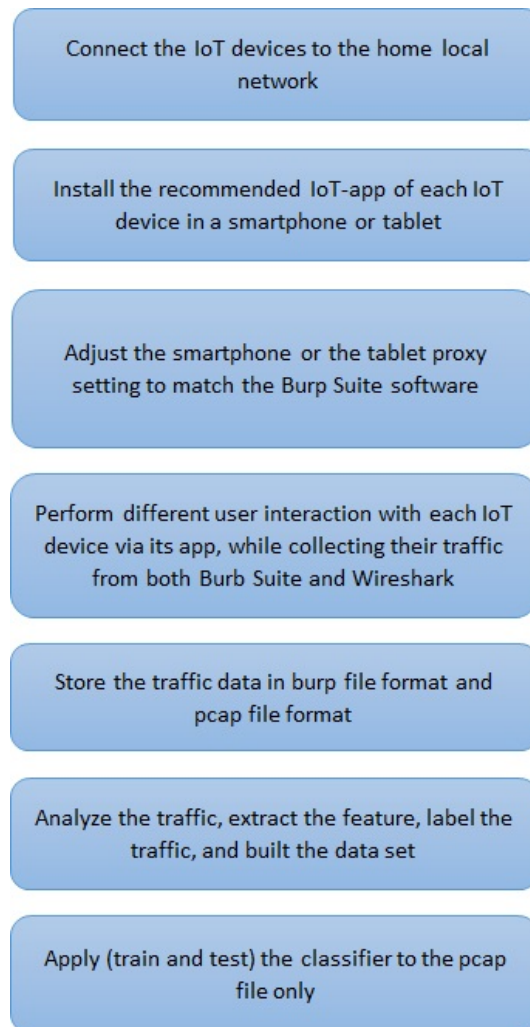 Connect the IoT devices to the home local
network
Install the recommended IoT-app of each IoT
device in a smartphone or tablet
Adjust the smartphone or the tablet proxy
setting to match the Burp Suite software
Perform different user interaction with each IoT
device via its app, while collecting their traffic
from both Burb Suite and Wireshark
Store the traffic data in burp file format and
pcap file format
Analyze the traffic, extract the feature, label the
traffic, and built the data set
Apply (train and test) the classifier to the pcap
file only